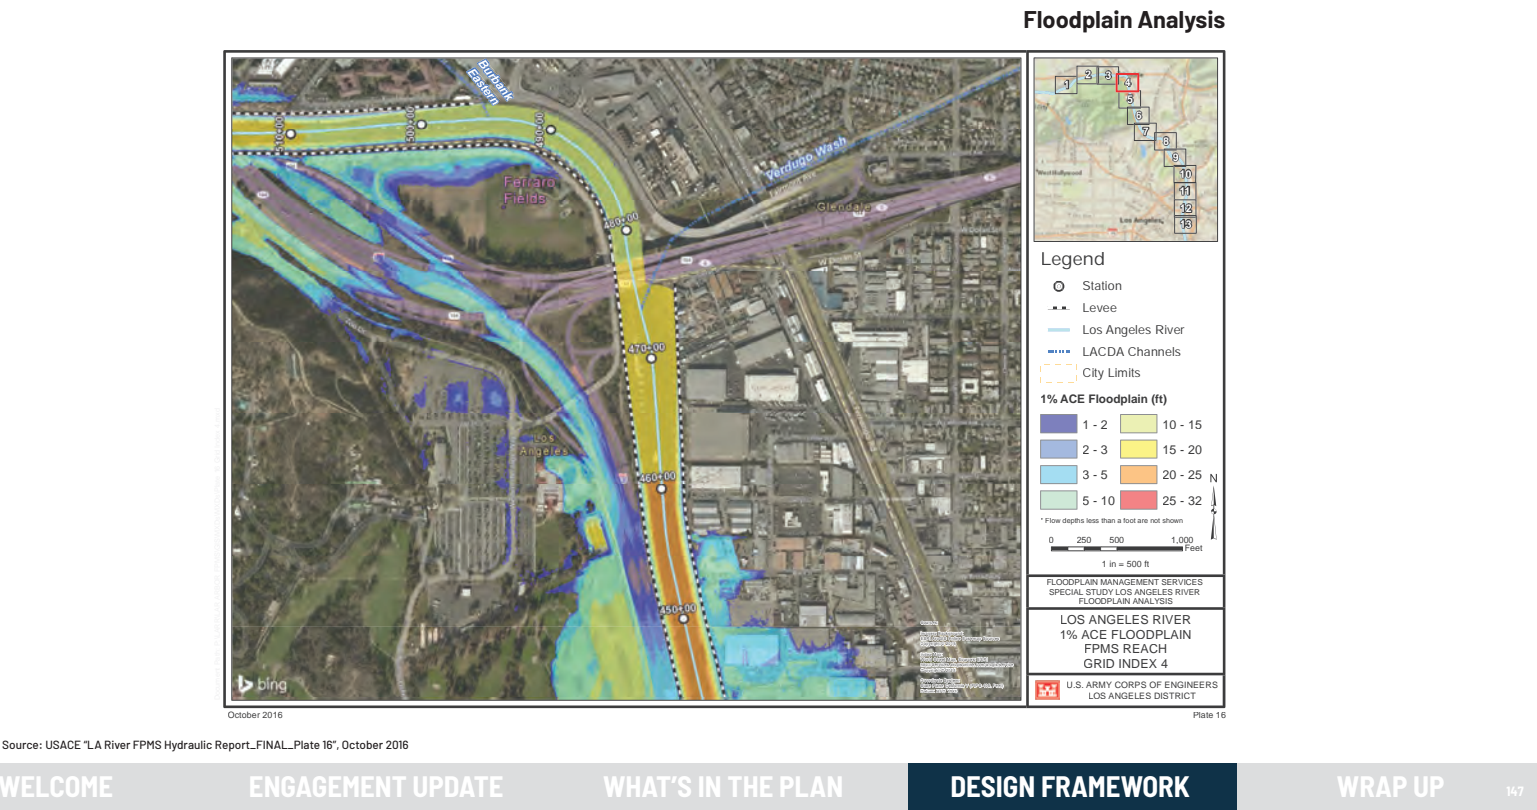 Floodplain Analysis
Burbank
Eastern
510+00
500+00
490+00
Verdugo Wash
Ferraro
Fields
480+00
Glendale
470+00
Los
Angeles
460+00
450+00
bing
1
2
3
4
5
6
7
8
9
10
11
12
13
West Hollywood
Los Angeles
Legend
Station
Levee
Los Angeles River
LACDA Channels
City Limits
1% ACE Floodplain (ft)
1 - 2
10 - 15
2 - 3
15 - 20
3 - 5
20 - 25
5 - 10
25 - 32
N
* Flow depths less than a foot are not shown
0 250 500 1,000
Feet
1 in = 500 ft
FLOODPLAIN MANAGEMENT SERVICES
SPECIAL STUDY LOS ANGELES RIVER
FLOODPLAIN ANALYSIS
LOS ANGELES RIVER
1% ACE FLOODPLAIN
FPMS REACH
GRID INDEX 4
U.S. ARMY CORPS OF ENGINEERS
LOS ANGELES DISTRICT
October 2016
Plate 16
Source: USACE "LA River FPMS Hydraulic Report_FINAL_Plate 16", October 2016
WELCOME
ENGAGEMENT UPDATE
WHAT'S IN THE PLAN
DESIGN FRAMEWORK
WRAP UP
147